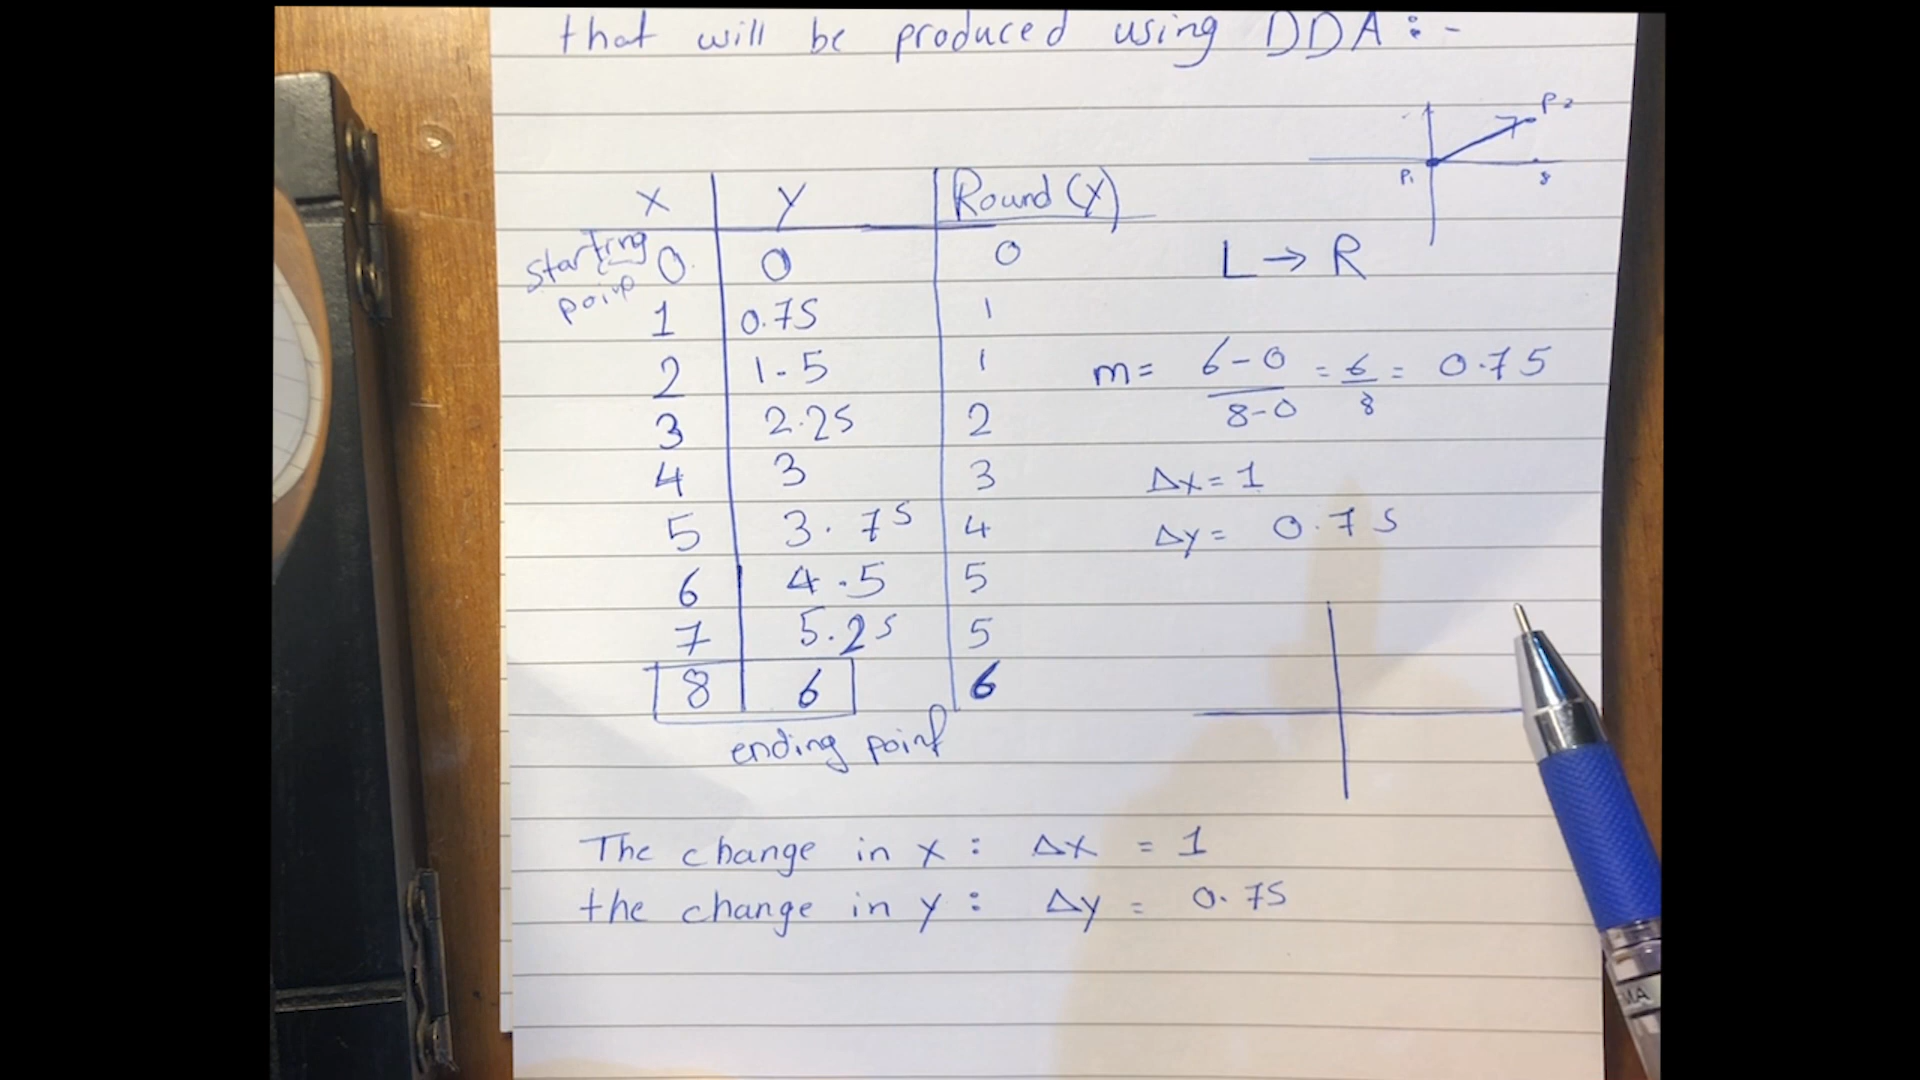 that will be produced using DDA:-
P2
P1 8
X Y Round(Y)
starting point
0 0 0
L → R
1 0.75 1
2 1.5 1
m = 6-0/8-0 = 6/8 = 0.75
3 2.25 2
4 3 3
Δx = 1
5 3.75 4
Δy = 0.75
6 4.5 5
7 5.25 5
8 6 6
ending point
The change in x : Δx = 1
the change in y : Δy = 0.75
MA